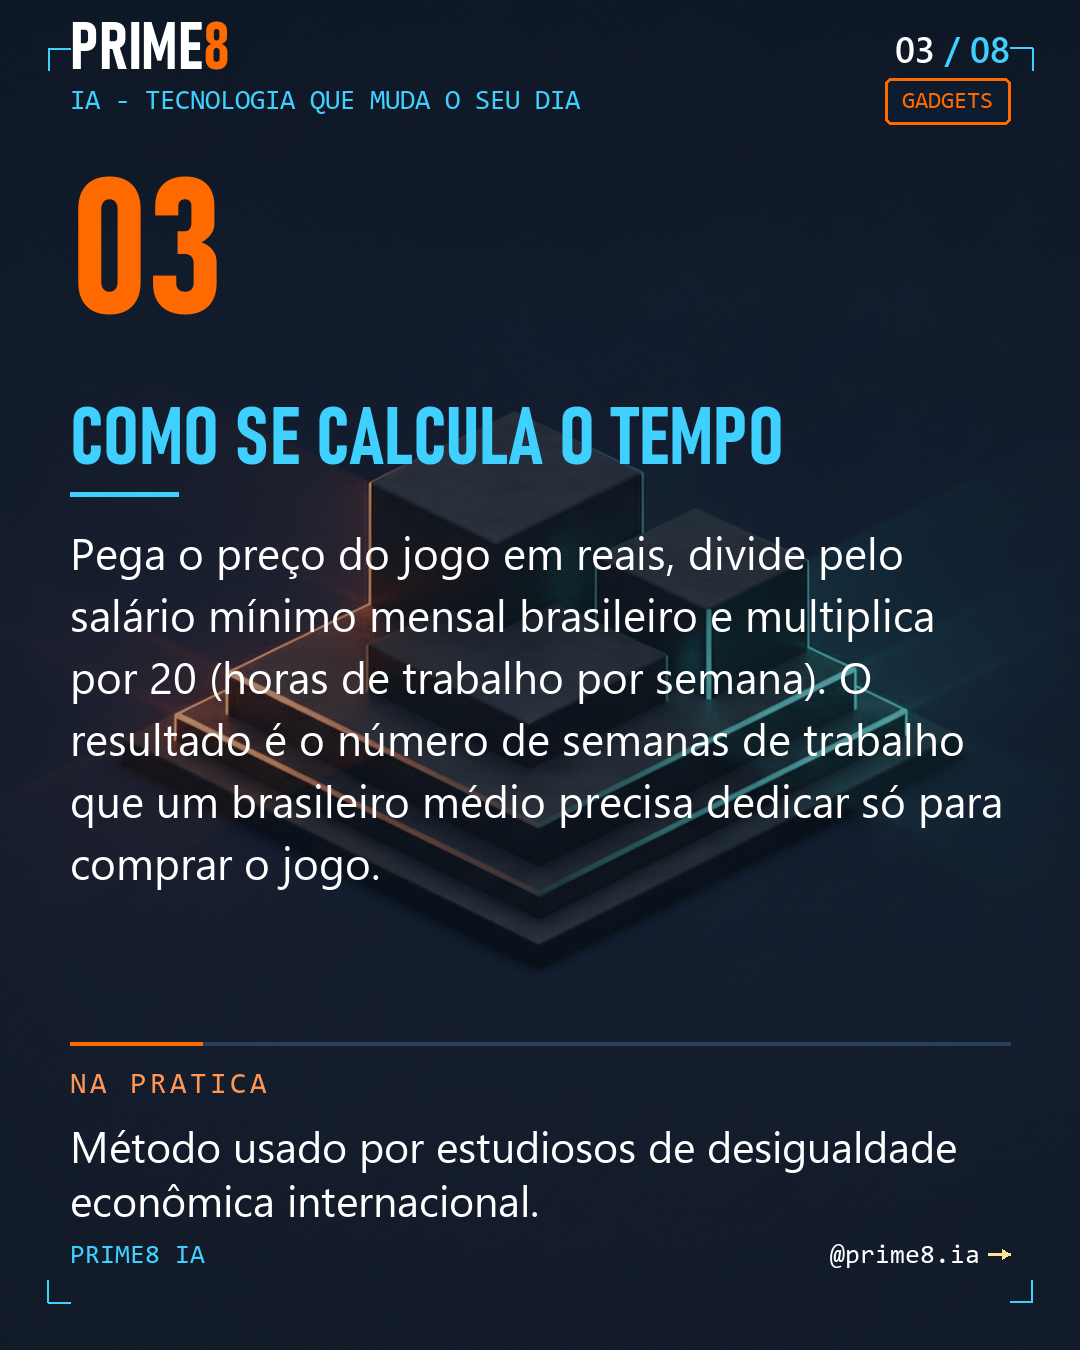 PRIME8
03 / 08
IA - TECNOLOGIA QUE MUDA O SEU DIA
GADGETS
03
COMO SE CALCULA O TEMPO
Pega o preço do jogo em reais, divide pelo
salário mínimo mensal brasileiro e multiplica
por 20 (horas de trabalho por semana). O
resultado é o número de semanas de trabalho
que um brasileiro médio precisa dedicar só para
comprar o jogo.
NA PRATICA
Método usado por estudiosos de desigualdade
econômica internacional.
PRIME8 IA
@prime8.ia